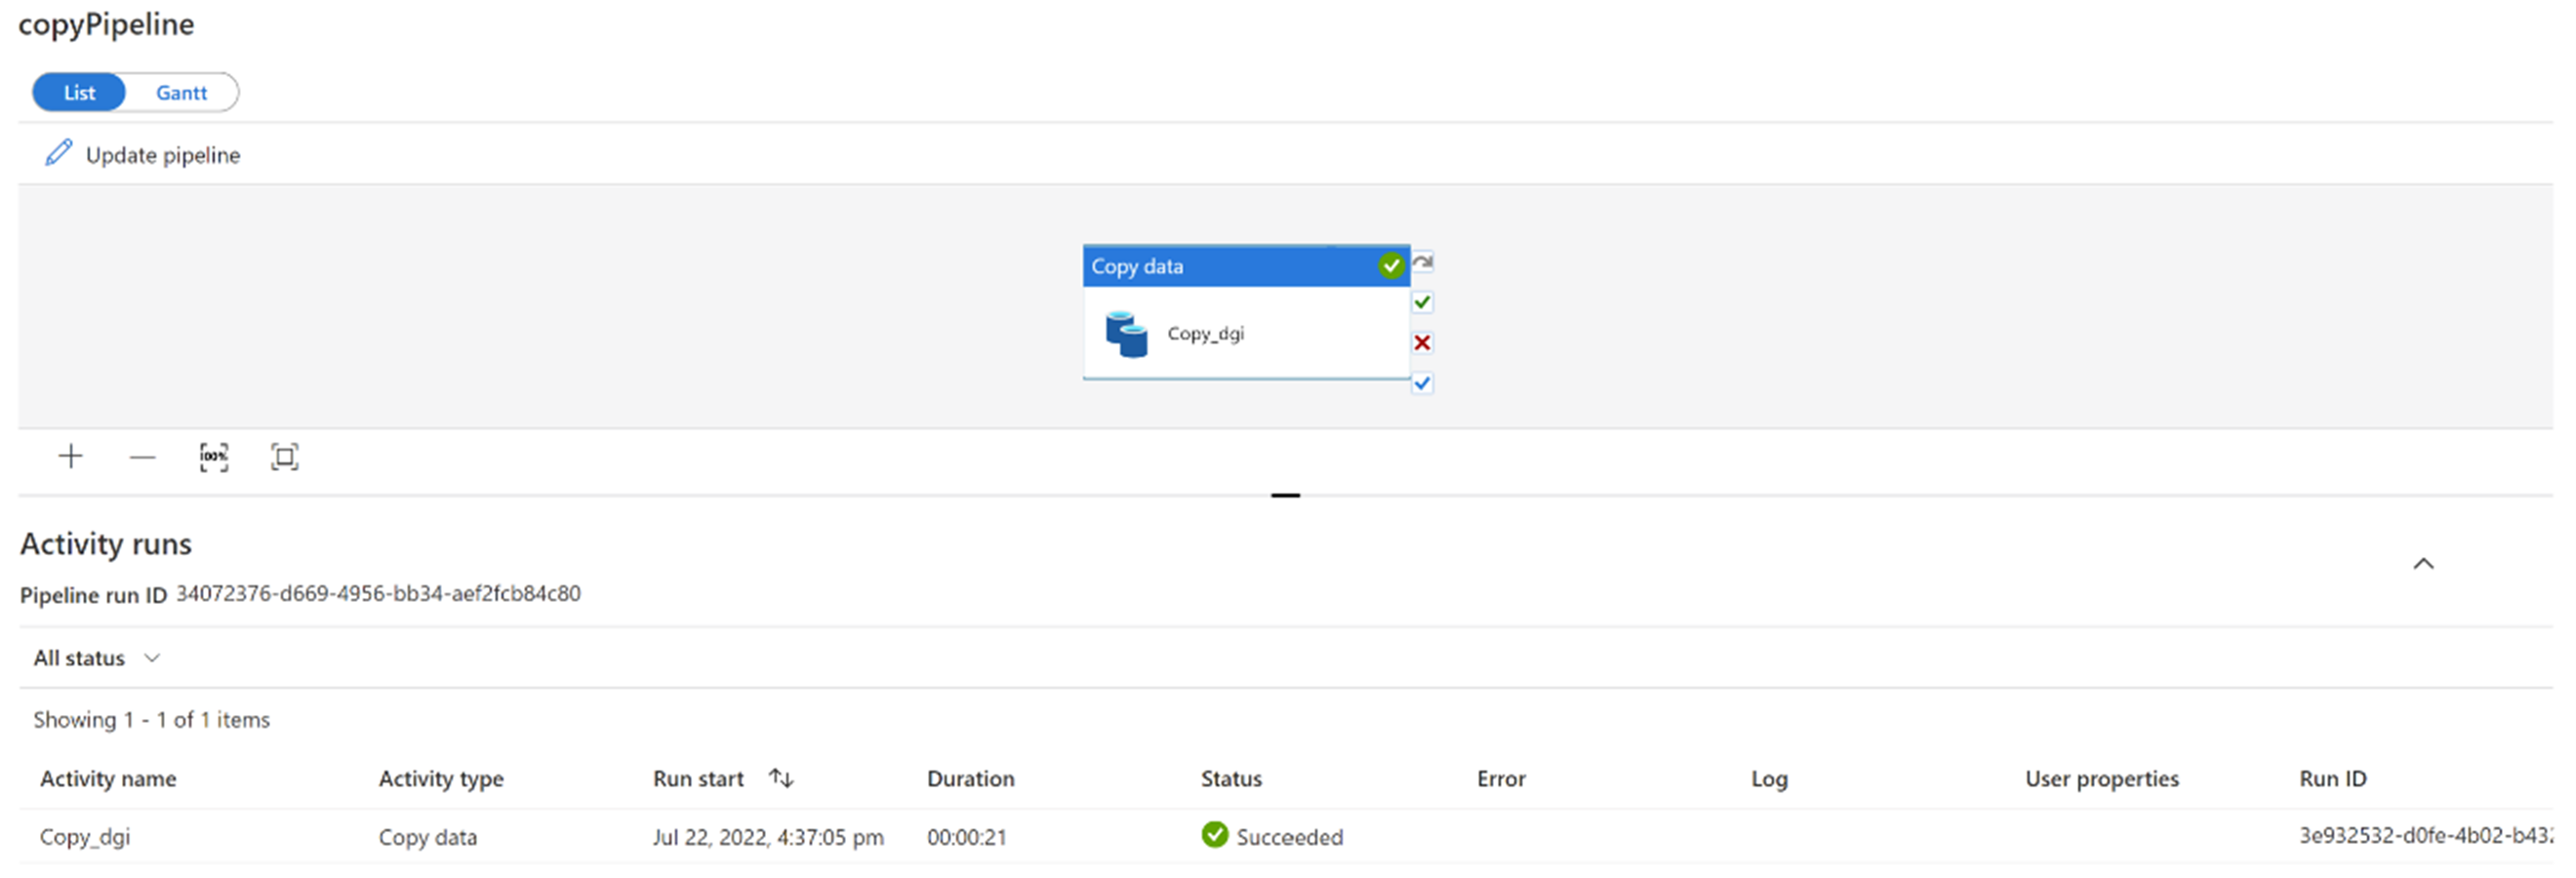 copyPipeline
List Gantt
Update pipeline
Copy data
Copy_dgi
100%
Activity runs
Pipeline run ID 34072376-d669-4956-bb34-aef2fcb84c80
All status
Showing 1 - 1 of 1 items
Activity name Activity type Run start Duration Status Error Log User properties Run ID
Copy_dgi Copy data Jul 22, 2022, 4:37:05 pm 00:00:21 Succeeded 3e932532-d0fe-4b02-b432